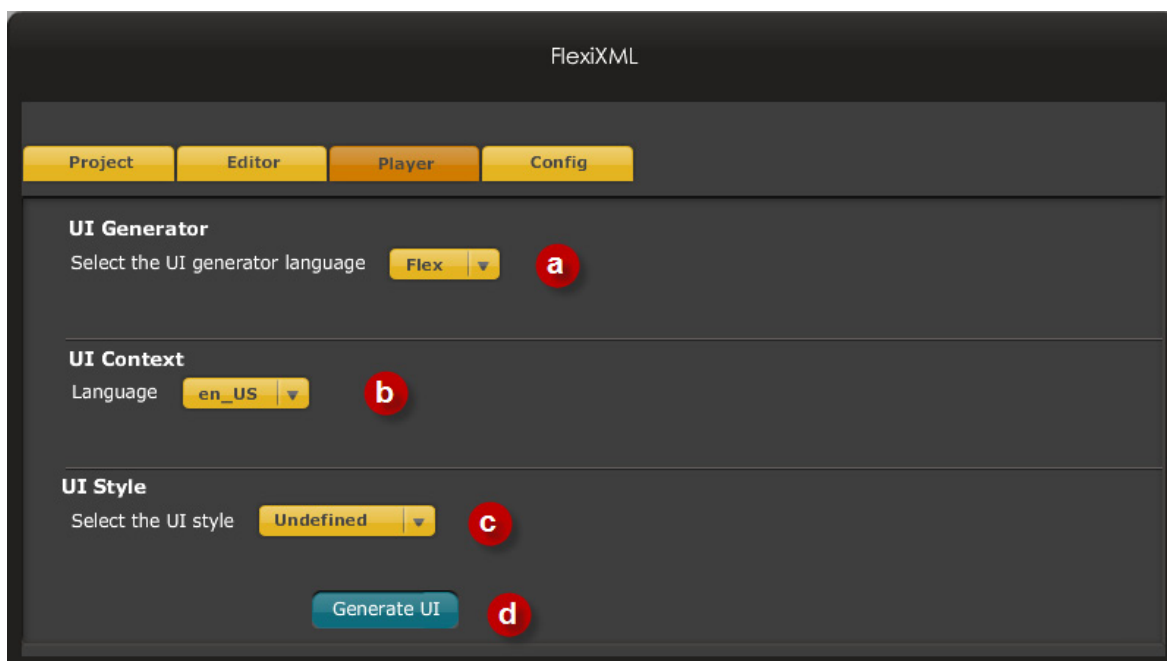 FlexiXML
Project Editor Player Config
UI Generator
Select the UI generator language Flex a
UI Context
Language en_US b
UI Style
Select the UI style Undefined c
Generate UI d